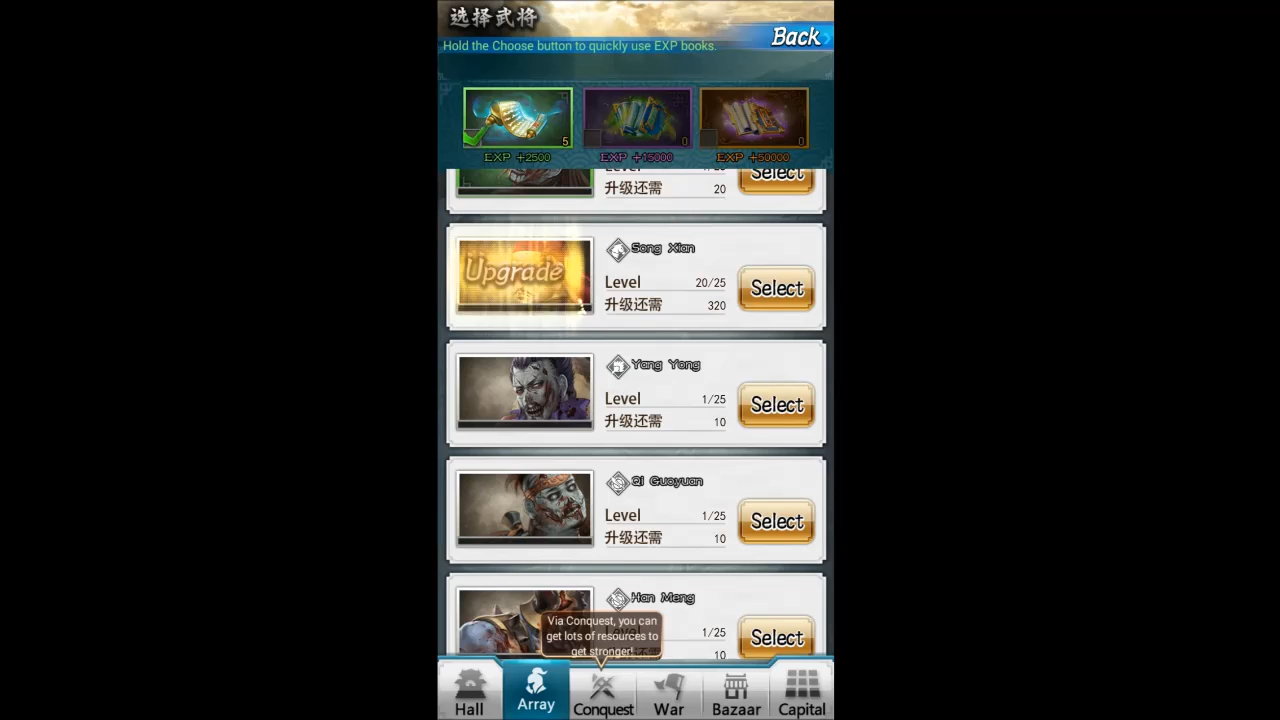 选择武将
Back
Hold the Choose button to quickly use EXP books.
5
0
0
EXP +2500
EXP +15000
EXP +50000
Select
升级还需
20
Upgrade
Song Xian
Level
20/25
升级还需
320
Select
Yang Yong
Level
1/25
升级还需
10
Select
Qi Guoyuan
Level
1/25
升级还需
10
Select
Han Meng
1/25
10
Select
Via Conquest, you can
get lots of resources to
get stronger!
Hall
Array
Conquest
War
Bazaar
Capital